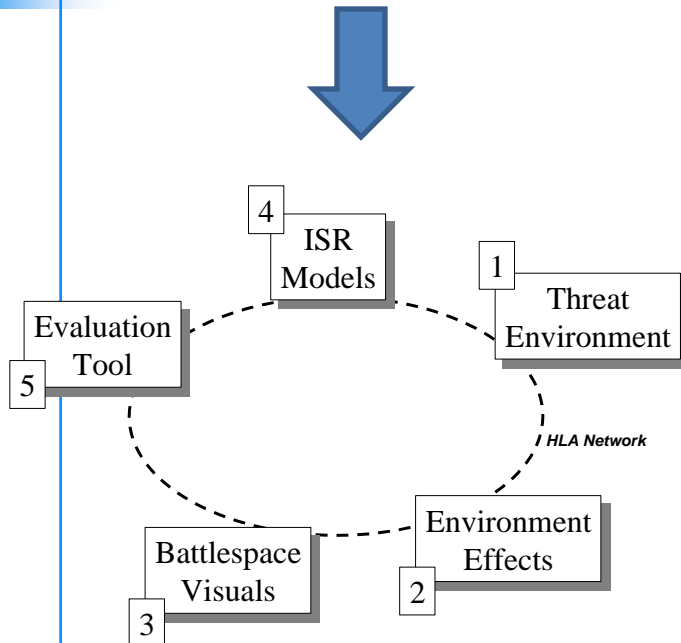 4
ISR
Models
1
Threat
Environment
Evaluation
Tool
5
HLA Network
Environment
Effects
2
Battlespace
Visuals
3